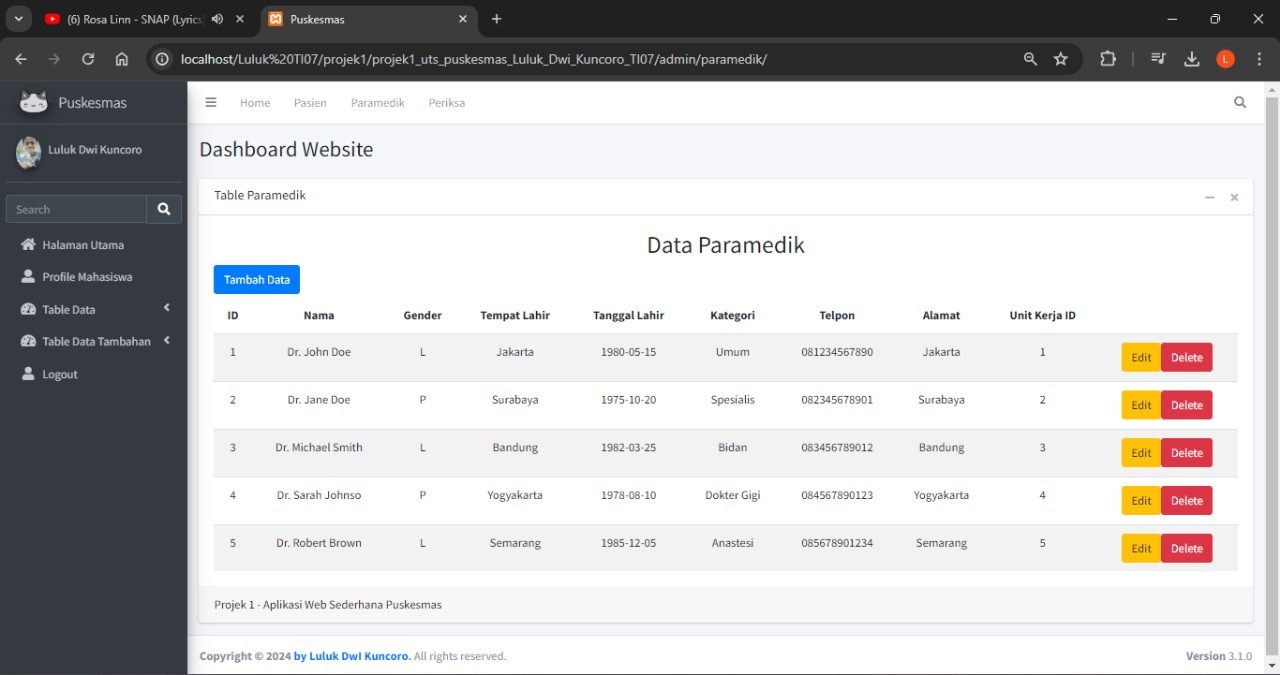 (6) Rosa Linn - SNAP (Lyrics
Puskesmas
localhost/Luluk%20TI07/projek1/projek1_uts_puskesmas_Luluk_Dwi_Kuncoro_TI07/admin/paramedik/
L
Puskesmas
Home Pasien Paramedik Periksa
Luluk Dwi Kuncoro
Search
Halaman Utama
Profile Mahasiswa
Table Data
Table Data Tambahan
Logout
Dashboard Website
Table Paramedik
Data Paramedik
Tambah Data
ID Nama Gender Tempat Lahir Tanggal Lahir Kategori Telpon Alamat Unit Kerja ID
1 Dr. John Doe L Jakarta 1980-05-15 Umum 081234567890 Jakarta 1 Edit Delete
2 Dr. Jane Doe P Surabaya 1975-10-20 Spesialis 082345678901 Surabaya 2 Edit Delete
3 Dr. Michael Smith L Bandung 1982-03-25 Bidan 083456789012 Bandung 3 Edit Delete
4 Dr. Sarah Johnso P Yogyakarta 1978-08-10 Dokter Gigi 084567890123 Yogyakarta 4 Edit Delete
5 Dr. Robert Brown L Semarang 1985-12-05 Anastesi 085678901234 Semarang 5 Edit Delete
Projek 1 - Aplikasi Web Sederhana Puskesmas
Copyright © 2024 by Luluk DwI Kuncoro. All rights reserved.
Version 3.1.0